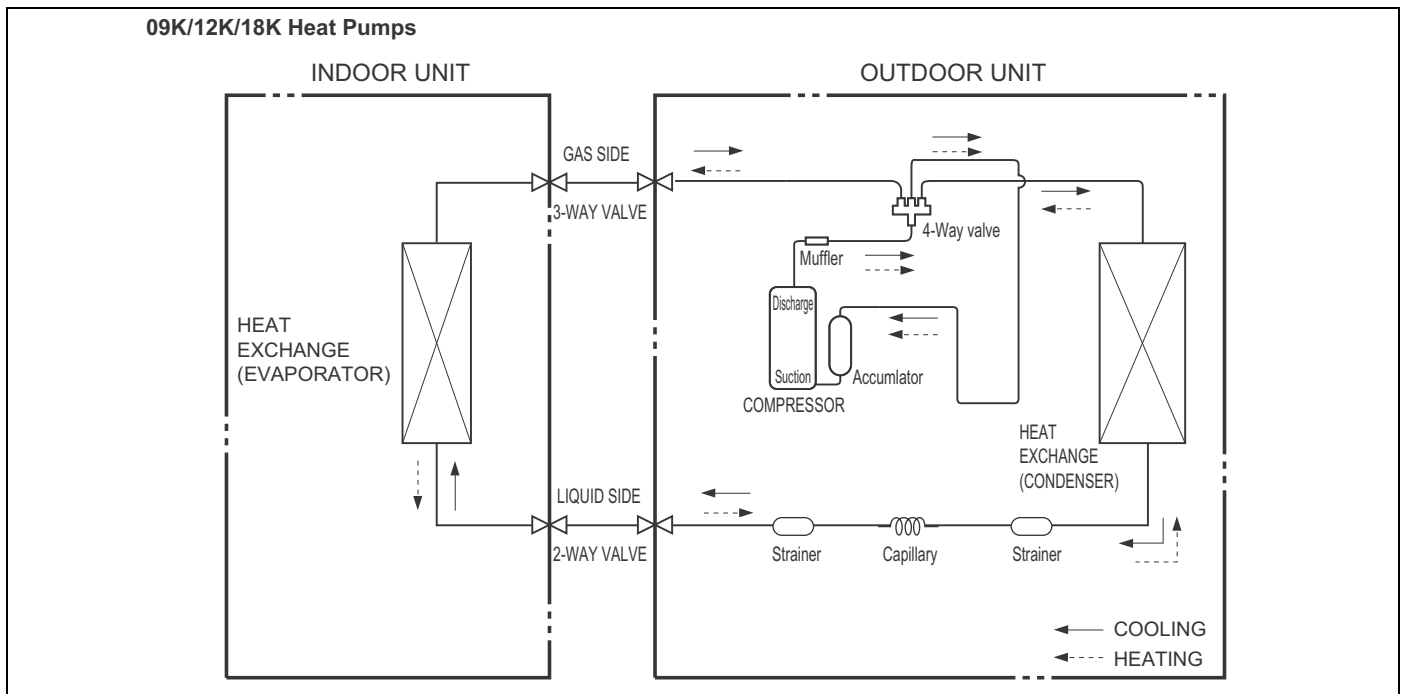 09K/12K/18K Heat Pumps
INDOOR UNIT
OUTDOOR UNIT
GAS SIDE
3-WAY VALVE
4-Way valve
Muffler
Discharge
Suction
Accumlator
COMPRESSOR
HEAT
EXCHANGE
(EVAPORATOR)
HEAT
EXCHANGE
(CONDENSER)
LIQUID SIDE
2-WAY VALVE
Strainer
Capillary
Strainer
COOLING
HEATING